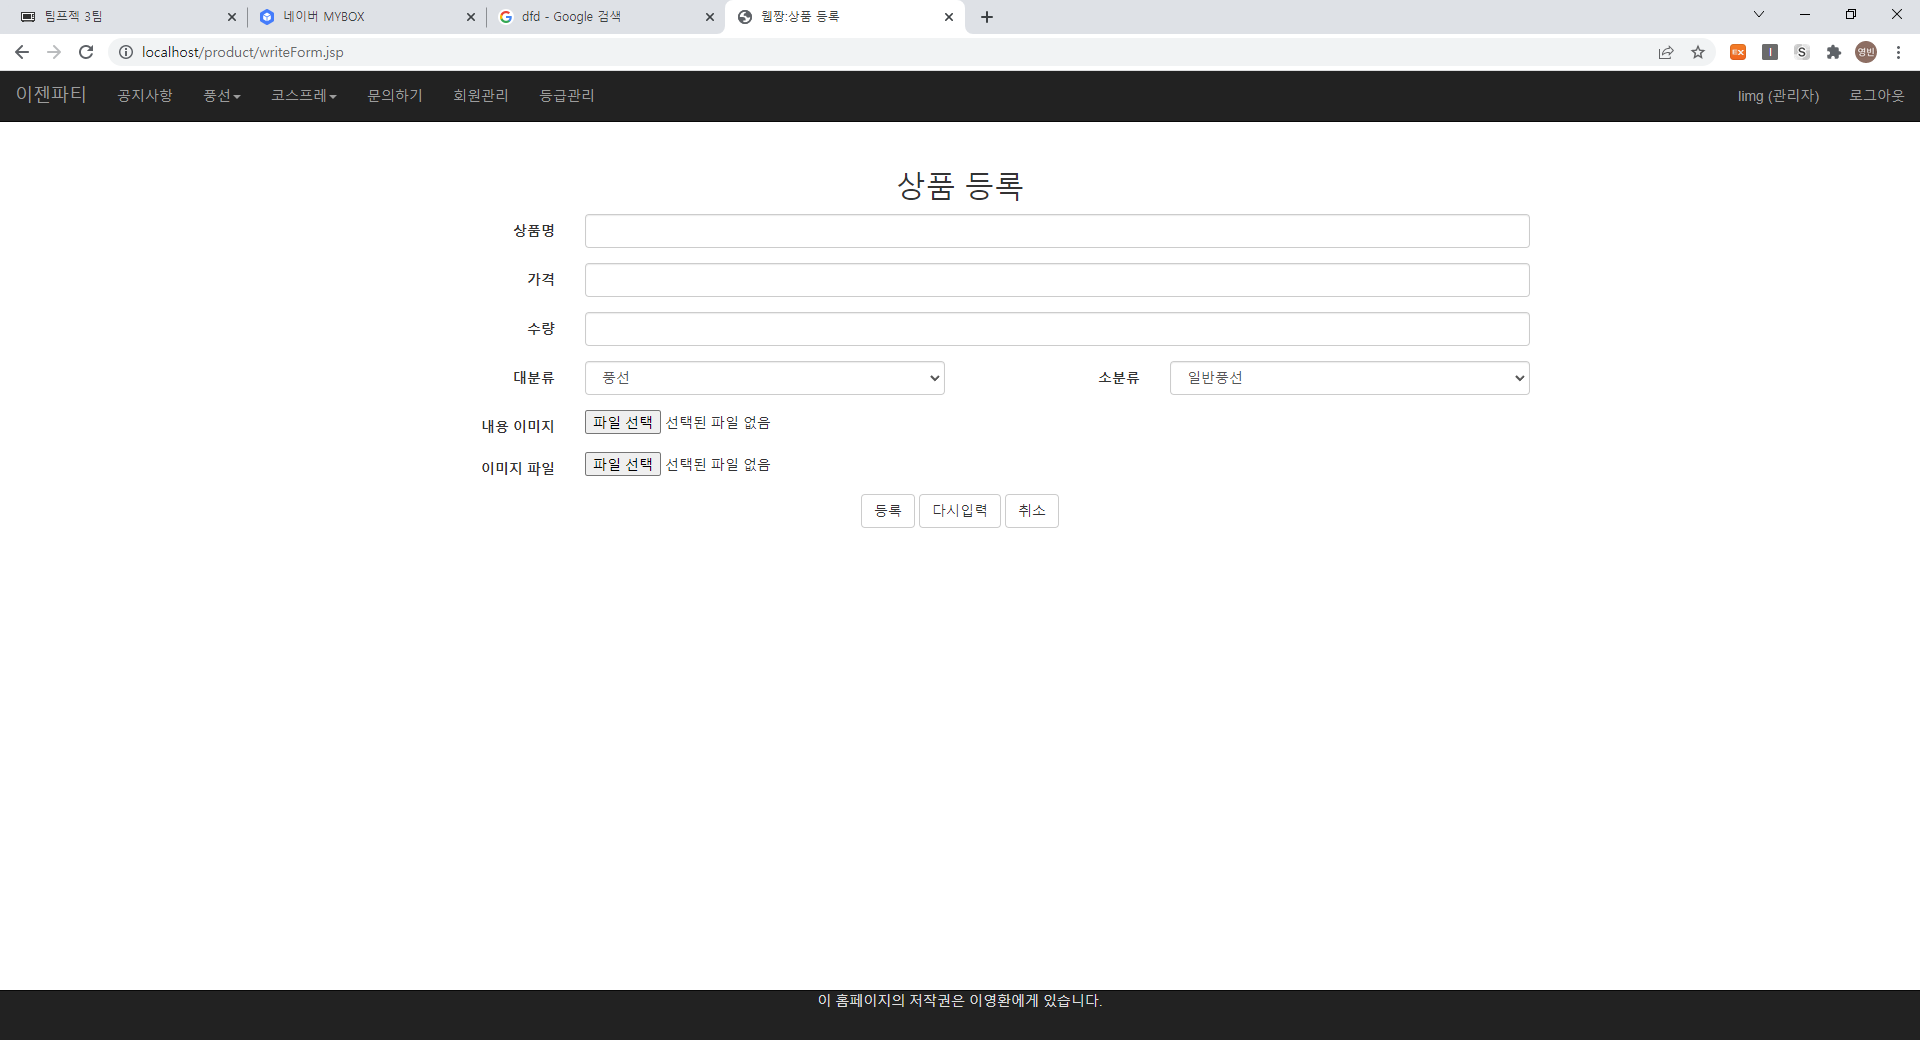 팀프젝 3팀
네이버 MYBOX
dfd - Google 검색
웹짱:상품 등록
localhost/product/writeForm.jsp
EX
I
S
영빈
이젠파티 공지사항 풍선 코스프레 문의하기 회원관리 등급관리 limg (관리자) 로그아웃
상품 등록
상품명
가격
수량
대분류 풍선 소분류 일반풍선
내용 이미지 파일 선택 선택된 파일 없음
이미지 파일 파일 선택 선택된 파일 없음
등록 다시입력 취소
이 홈페이지의 저작권은 이영환에게 있습니다.